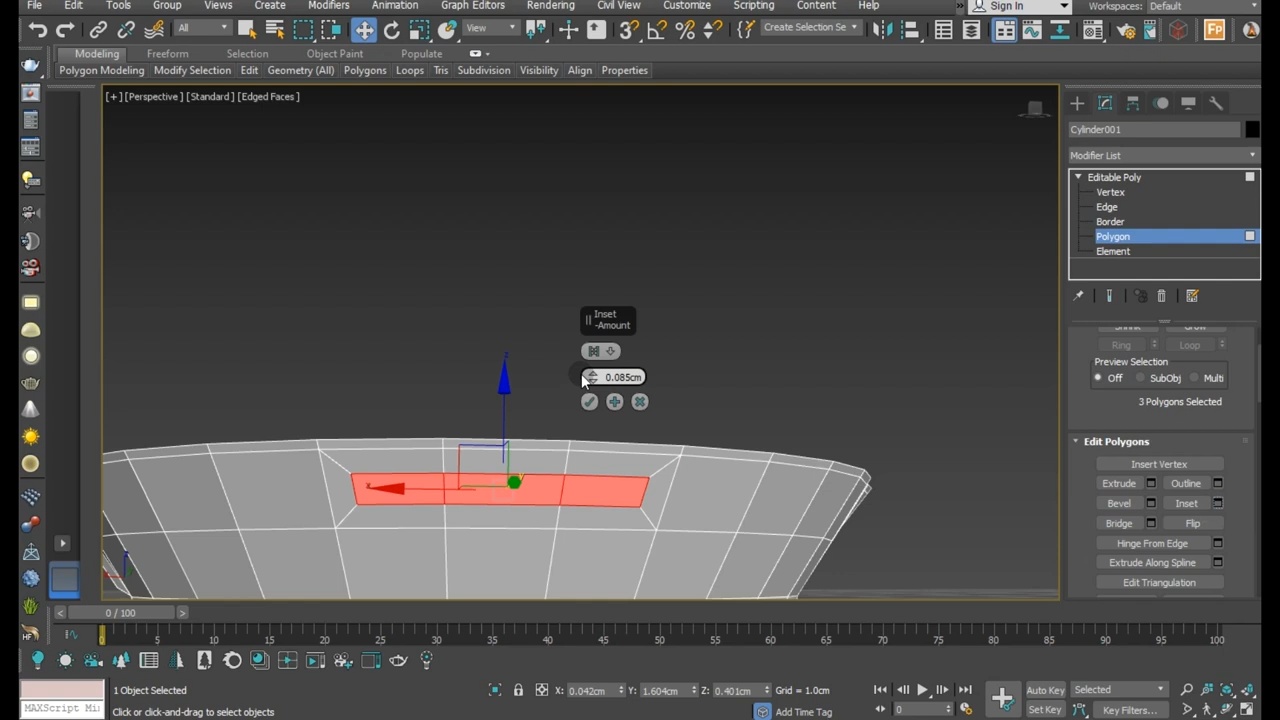 File Edit Tools Group Views Create Modifiers Animation Graph Editors Rendering Civil View Customize Scripting Content Help » Sign In Workspaces: Default
All View Create Selection Se
Modeling Freeform Selection Object Paint Populate
Polygon Modeling Modify Selection Edit Geometry (All) Polygons Loops Tris Subdivision Visibility Align Properties
[+] [Perspective] [Standard] [Edged Faces]
Cylinder001
Modifier List
Editable Poly
Vertex
Edge
Border
Polygon
Element
Inset
-Amount
0.085cm
z
x
y
Shrink Grow
Ring Loop
Preview Selection
Off SubObj Multi
3 Polygons Selected
Edit Polygons
Insert Vertex
Extrude Outline
Bevel Inset
Bridge Flip
Hinge From Edge
Extrude Along Spline
Edit Triangulation
< 0 / 100 >
0 5 10 15 20 25 30 35 40 45 50 55 60 65 70 75 80 85 90 95 100
1 Object Selected X: 0.042cm Y: 1.604cm Z: 0.401cm Grid = 1.0cm Auto Key Selected
MAXScript Mi Click or click-and-drag to select objects Add Time Tag 0 Set Key Key Filters...